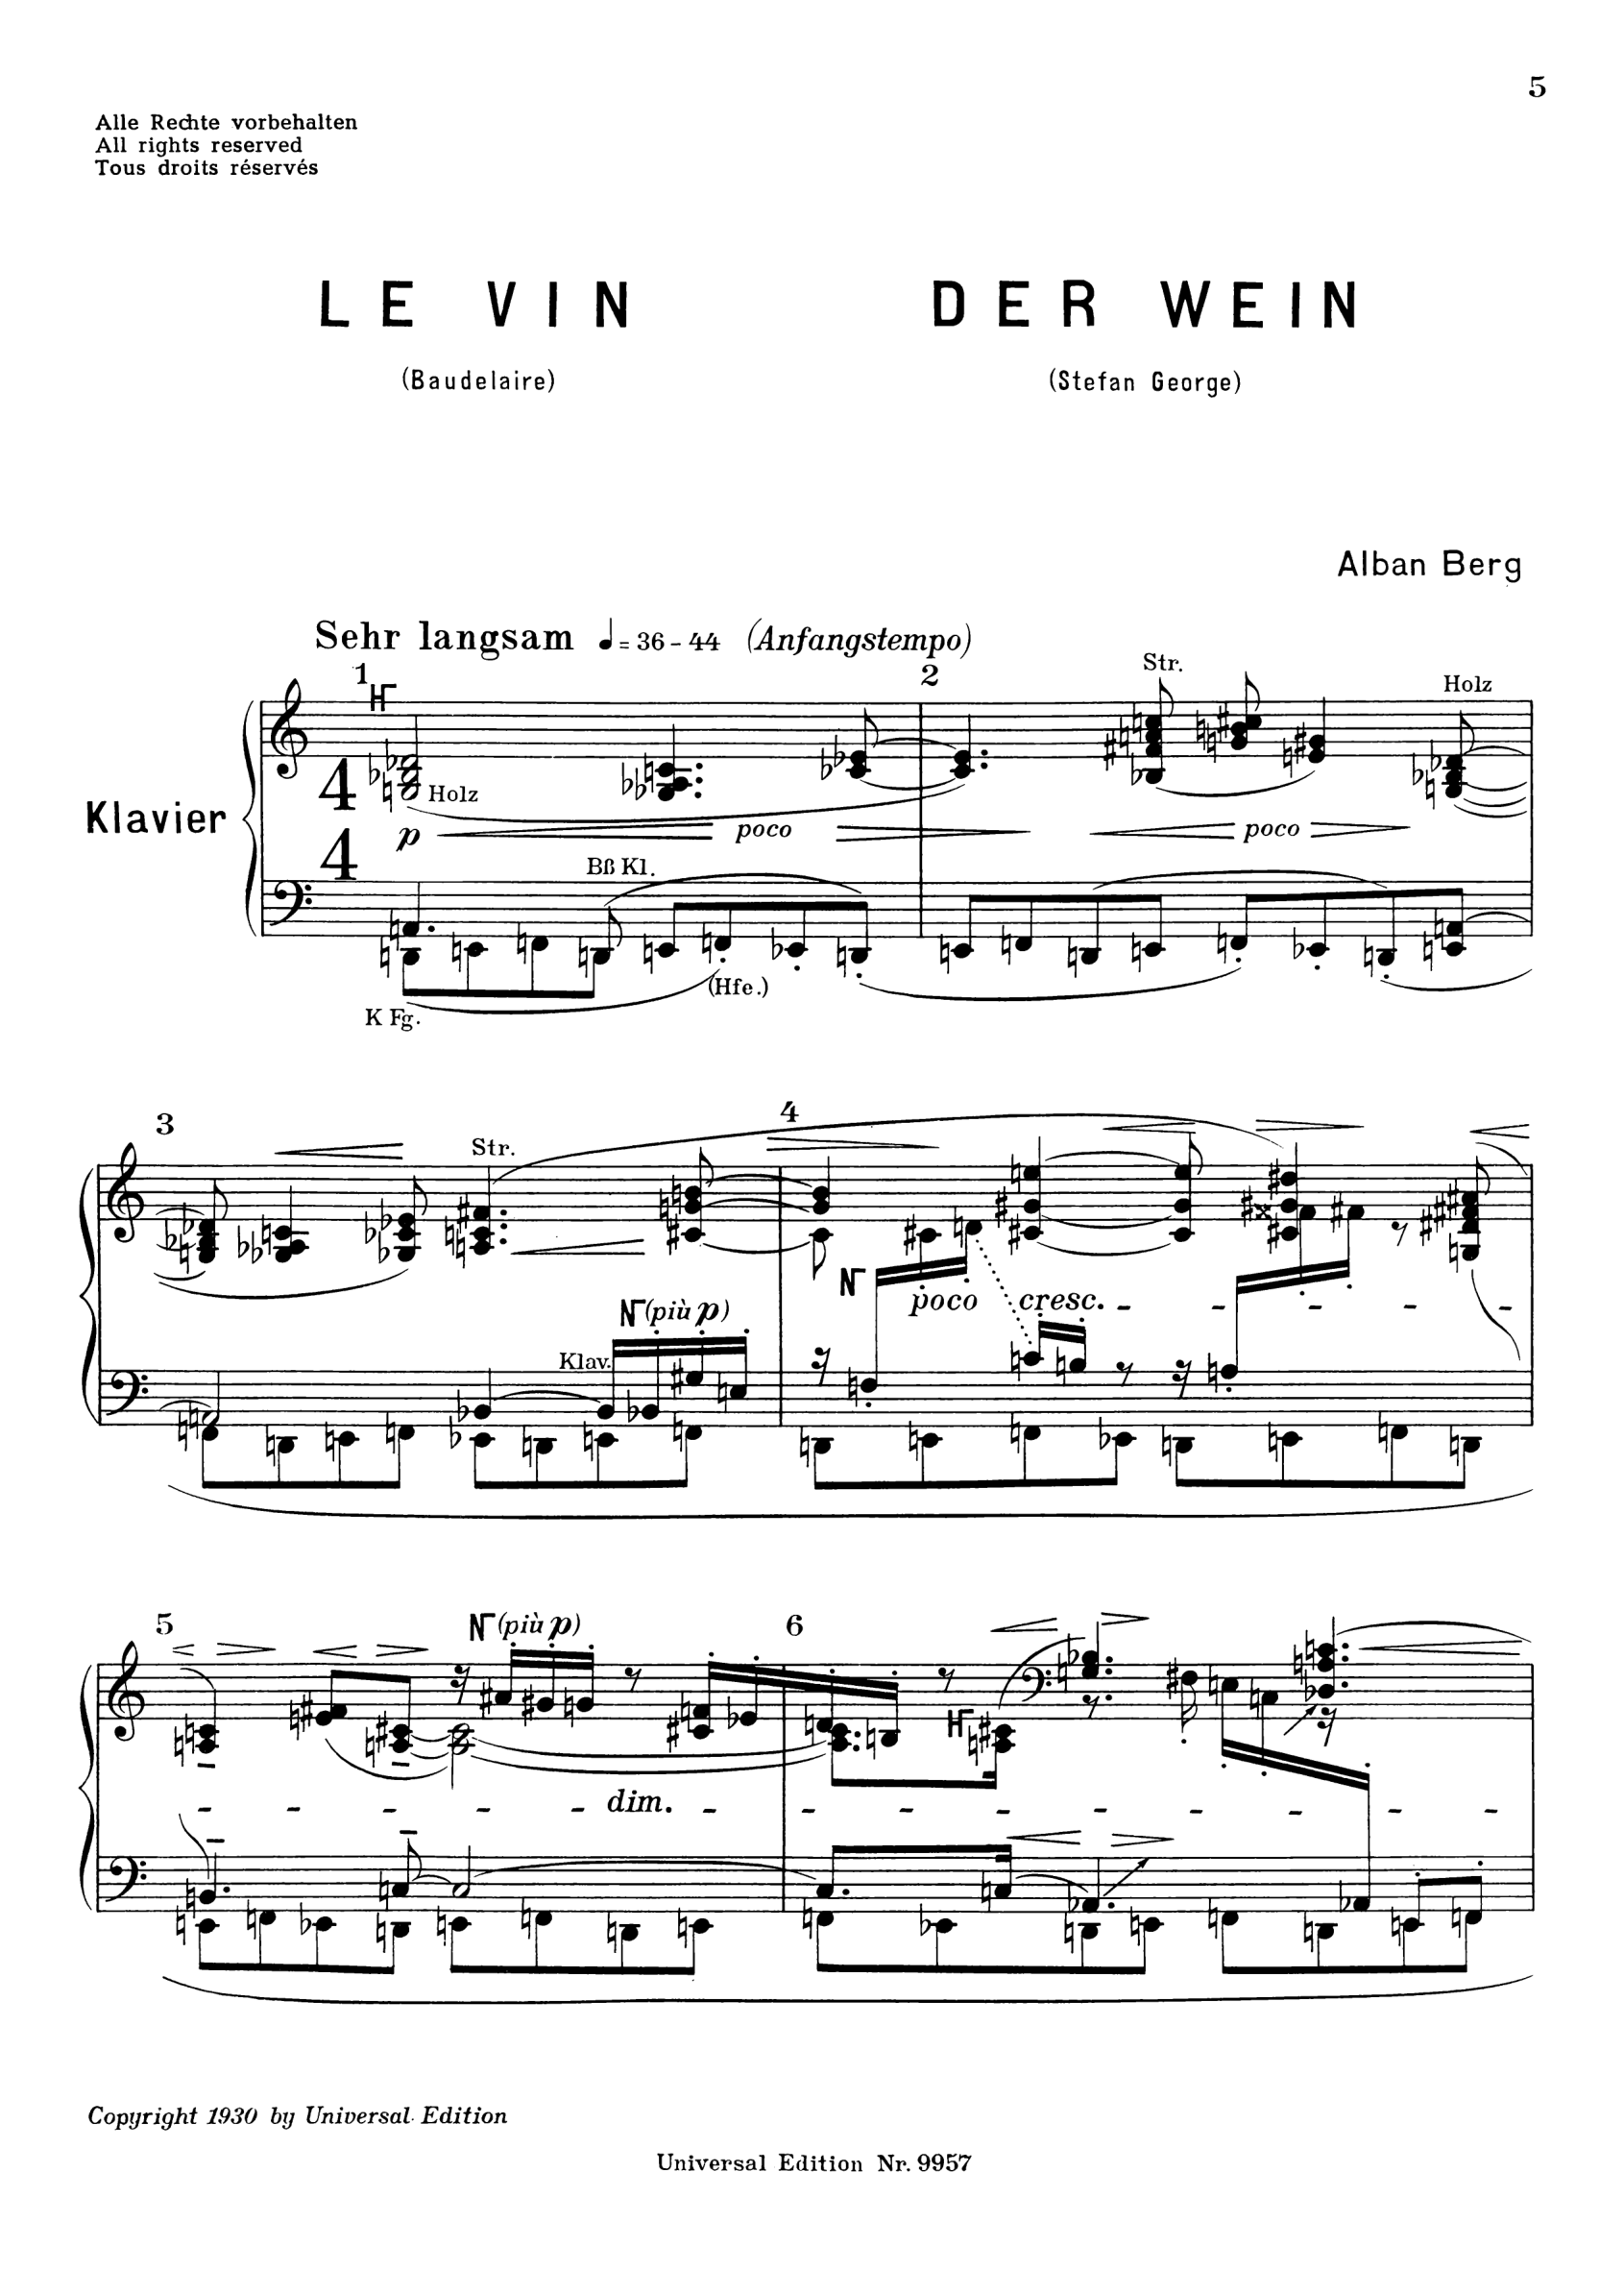 5
Alle Rechte vorbehalten
All rights reserved
Tous droits réservés
LE VIN DER WEIN
(Baudelaire) (Stefan George)
Alban Berg
Sehr langsam ♩ = 36 - 44 (Anfangstempo)
1 2 Str. Holz
Klavier 4 4 Holz
p poco poco
Bß Kl.
(Hfe.)
K Fg.
3 4
Str.
(più p) poco cresc.
Klav.
5 (più p) 6
dim.
Copyright 1930 by Universal Edition
Universal Edition Nr. 9957